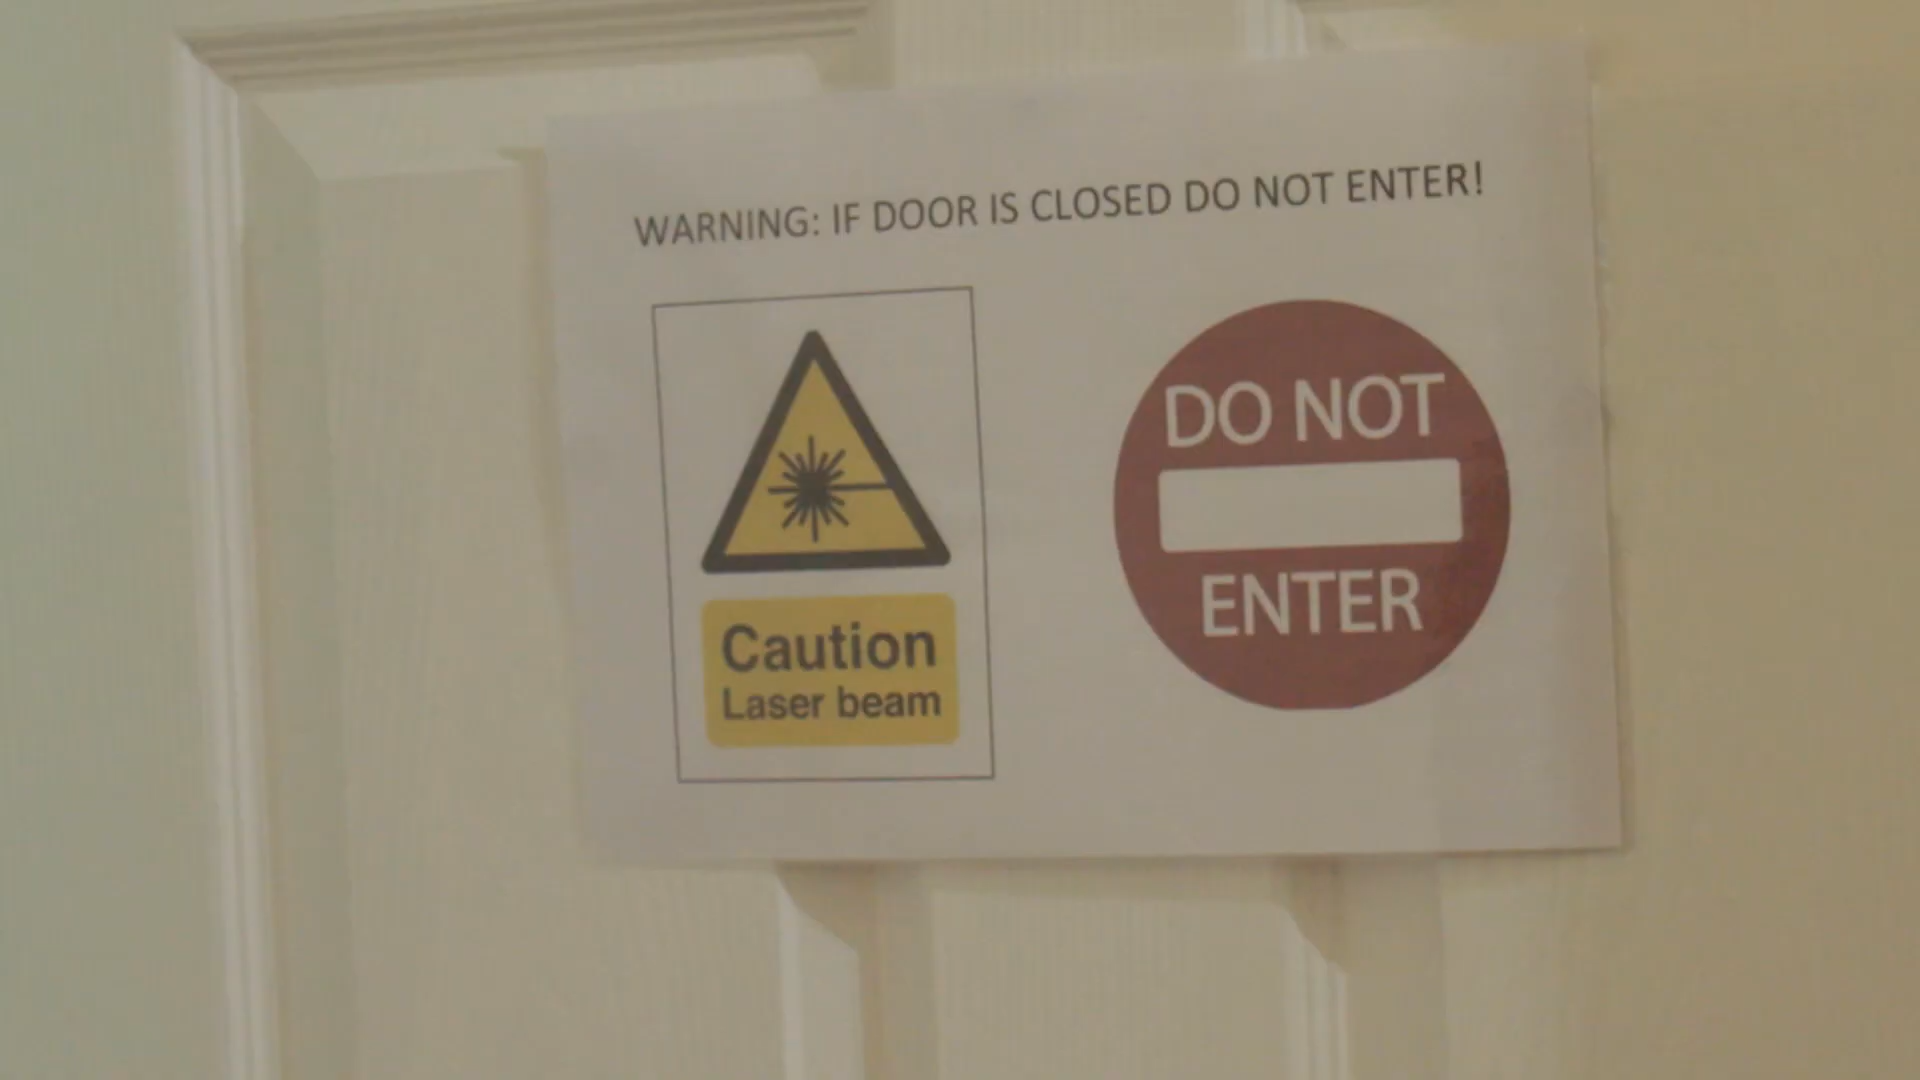 WARNING: IF DOOR IS CLOSED DO NOT ENTER!
Caution
Laser beam
DO NOT
ENTER